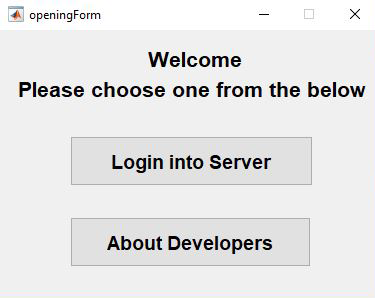 openingForm
Welcome
Please choose one from the below
Login into Server
About Developers